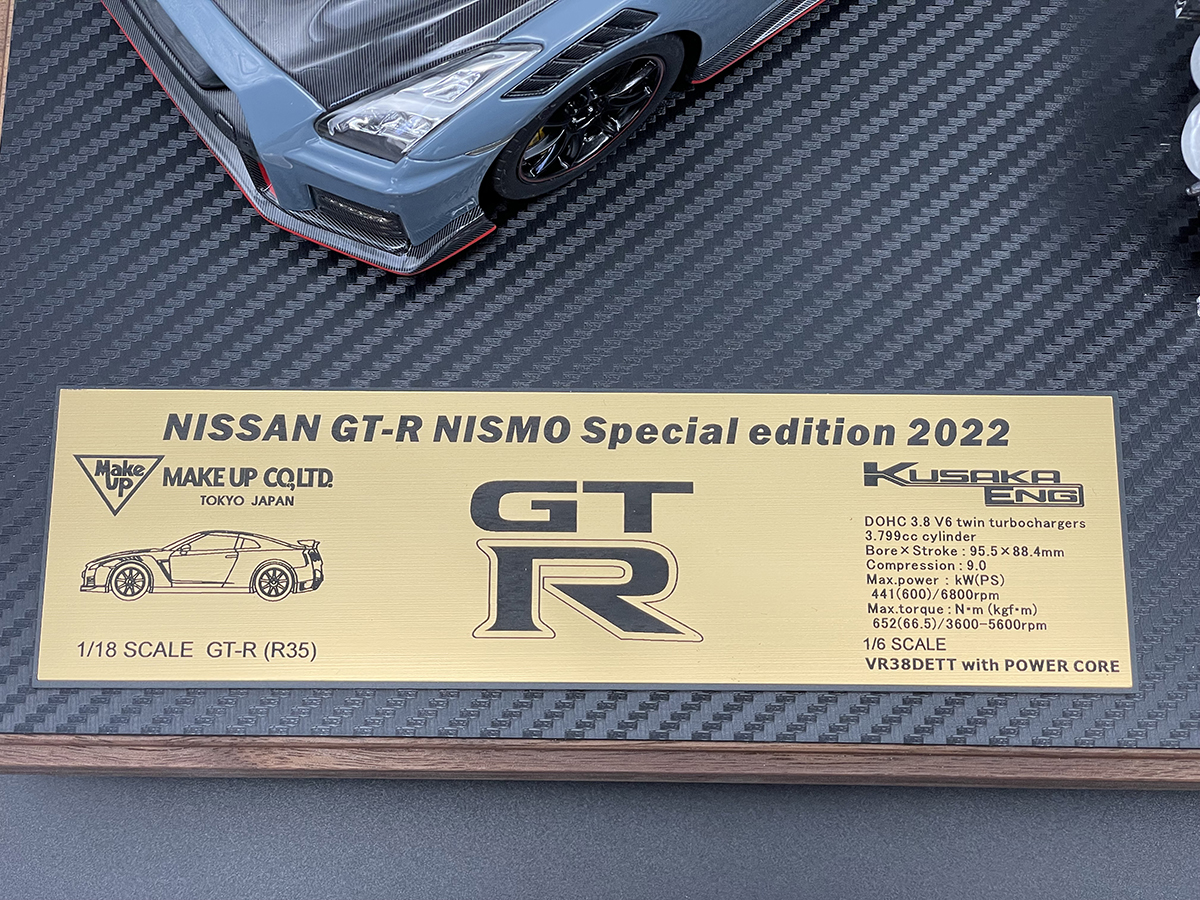 NISSAN GT-R NISMO Special edition 2022
Make Up
MAKE UP CO.,LTD.
TOKYO JAPAN
1/18 SCALE GT-R (R35)
GT
R
KUSAKA
ENG
DOHC 3.8 V6 twin turbochargers
3.799cc cylinder
Bore×Stroke : 95.5×88.4mm
Compression : 9.0
Max.power : kW(PS)
441(600)/6800rpm
Max.torque : N·m (kgf·m)
652(66.5)/3600-5600rpm
1/6 SCALE
VR38DETT with POWER CORE